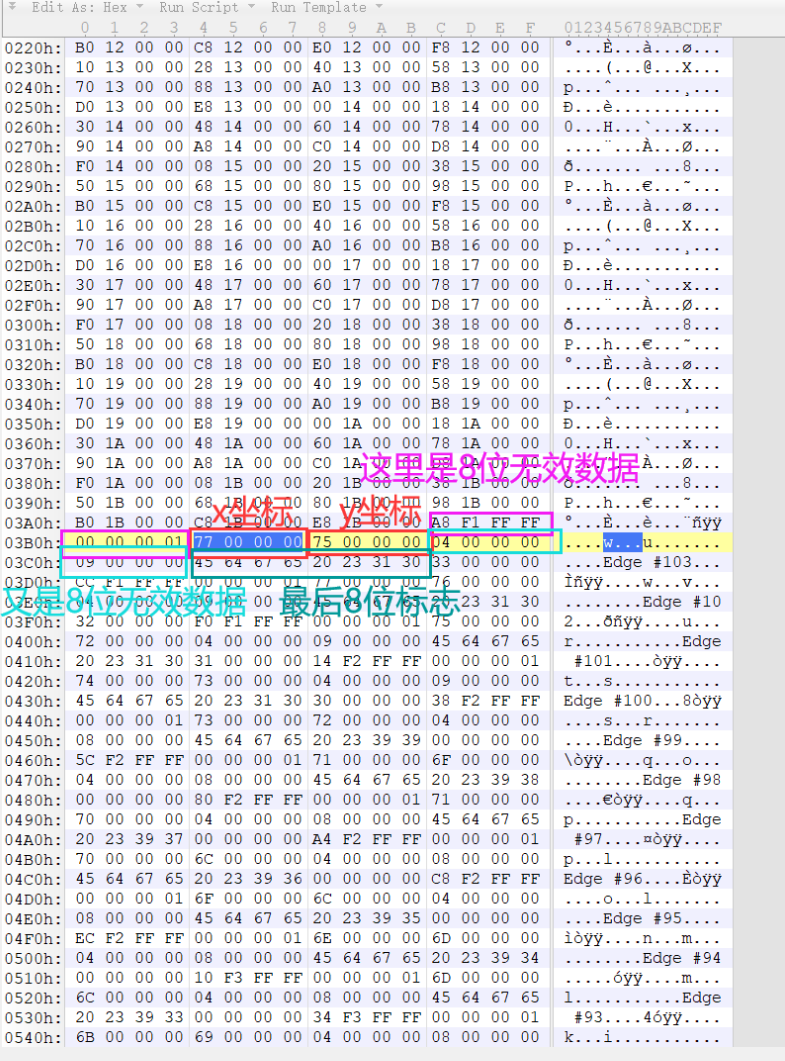 Edit As: Hex Run Script Run Template
0 1 2 3 4 5 6 7 8 9 A B C D E F 0123456789ABCDEF
0220h: B0 12 00 00 C8 12 00 00 E0 12 00 00 F8 12 00 00 °...È...à...ø...
0230h: 10 13 00 00 28 13 00 00 40 13 00 00 58 13 00 00 ....(...@...X...
0240h: 70 13 00 00 88 13 00 00 A0 13 00 00 B8 13 00 00 p...ˆ... ...¸...
0250h: D0 13 00 00 E8 13 00 00 00 14 00 00 18 14 00 00 Ð...è...........
0260h: 30 14 00 00 48 14 00 00 60 14 00 00 78 14 00 00 0...H...`...x...
0270h: 90 14 00 00 A8 14 00 00 C0 14 00 00 D8 14 00 00 ....¨...À...Ø...
0280h: F0 14 00 00 08 15 00 00 20 15 00 00 38 15 00 00 ð....... ...8...
0290h: 50 15 00 00 68 15 00 00 80 15 00 00 98 15 00 00 P...h...€...˜...
02A0h: B0 15 00 00 C8 15 00 00 E0 15 00 00 F8 15 00 00 °...È...à...ø...
02B0h: 10 16 00 00 28 16 00 00 40 16 00 00 58 16 00 00 ....(...@...X...
02C0h: 70 16 00 00 88 16 00 00 A0 16 00 00 B8 16 00 00 p...ˆ... ...¸...
02D0h: D0 16 00 00 E8 16 00 00 00 17 00 00 18 17 00 00 Ð...è...........
02E0h: 30 17 00 00 48 17 00 00 60 17 00 00 78 17 00 00 0...H...`...x...
02F0h: 90 17 00 00 A8 17 00 00 C0 17 00 00 D8 17 00 00 ....¨...À...Ø...
0300h: F0 17 00 00 08 18 00 00 20 18 00 00 38 18 00 00 ð....... ...8...
0310h: 50 18 00 00 68 18 00 00 80 18 00 00 98 18 00 00 P...h...€...˜...
0320h: B0 18 00 00 C8 18 00 00 E0 18 00 00 F8 18 00 00 °...È...à...ø...
0330h: 10 19 00 00 28 19 00 00 40 19 00 00 58 19 00 00 ....(...@...X...
0340h: 70 19 00 00 88 19 00 00 A0 19 00 00 B8 19 00 00 p...ˆ... ...¸...
0350h: D0 19 00 00 E8 19 00 00 00 1A 00 00 18 1A 00 00 Ð...è...........
0360h: 30 1A 00 00 48 1A 00 00 60 1A 00 00 78 1A 00 00 0...H...`...x...
0370h: 90 1A 00 00 A8 1A 00 00 C0 1A ....¨...À...Ø...
这里是8位无效数据
0380h: F0 1A 00 00 08 1B 00 00 20 1B 00 00 38 1B 00 00 ð....... ...8...
0390h: 50 1B 00 00 68 1B 00 00 80 1B 00 00 98 1B 00 00 P...h...€...˜...
x坐标 y坐标
03A0h: B0 1B 00 00 C8 1B 00 00 E8 1B 00 00 A8 F1 FF FF °...È...è...¨ñÿÿ
03B0h: 00 00 00 01 77 00 00 00 75 00 00 00 04 00 00 00 ....w...u.......
03C0h: 09 00 00 00 45 64 67 65 20 23 31 30 33 00 00 00 ....Edge #103...
03D0h: CC F1 FF FF 00 00 00 01 77 00 00 00 76 00 00 00 Ìñÿÿ....w...v...
又是8位无效数据 最后8位标志
03E0h: 04 00 00 00 09 00 00 00 45 64 67 65 20 23 31 30 ........Edge #10
03F0h: 32 00 00 00 F0 F1 FF FF 00 00 00 01 75 00 00 00 2...ðñÿÿ....u...
0400h: 72 00 00 00 04 00 00 00 09 00 00 00 45 64 67 65 r...........Edge
0410h: 20 23 31 30 31 00 00 00 14 F2 FF FF 00 00 00 01 #101....òÿÿ....
0420h: 74 00 00 00 73 00 00 00 04 00 00 00 09 00 00 00 t...s...........
0430h: 45 64 67 65 20 23 31 30 30 00 00 00 38 F2 FF FF Edge #100...8òÿÿ
0440h: 00 00 00 01 73 00 00 00 72 00 00 00 04 00 00 00 ....s...r.......
0450h: 08 00 00 00 45 64 67 65 20 23 39 39 00 00 00 00 ....Edge #99....
0460h: 5C F2 FF FF 00 00 00 01 71 00 00 00 6F 00 00 00 \òÿÿ....q...o...
0470h: 04 00 00 00 08 00 00 00 45 64 67 65 20 23 39 38 ........Edge #98
0480h: 00 00 00 00 80 F2 FF FF 00 00 00 01 71 00 00 00 ....€òÿÿ....q...
0490h: 70 00 00 00 04 00 00 00 08 00 00 00 45 64 67 65 p...........Edge
04A0h: 20 23 39 37 00 00 00 00 A4 F2 FF FF 00 00 00 01 #97....¤òÿÿ....
04B0h: 70 00 00 00 6C 00 00 00 04 00 00 00 08 00 00 00 p...l...........
04C0h: 45 64 67 65 20 23 39 36 00 00 00 00 C8 F2 FF FF Edge #96....Èòÿÿ
04D0h: 00 00 00 01 6F 00 00 00 6C 00 00 00 04 00 00 00 ....o...l.......
04E0h: 08 00 00 00 45 64 67 65 20 23 39 35 00 00 00 00 ....Edge #95....
04F0h: EC F2 FF FF 00 00 00 01 6E 00 00 00 6D 00 00 00 ìòÿÿ....n...m...
0500h: 04 00 00 00 08 00 00 00 45 64 67 65 20 23 39 34 ........Edge #94
0510h: 00 00 00 00 10 F3 FF FF 00 00 00 01 6D 00 00 00 .....óÿÿ....m...
0520h: 6C 00 00 00 04 00 00 00 08 00 00 00 45 64 67 65 l...........Edge
0530h: 20 23 39 33 00 00 00 00 34 F3 FF FF 00 00 00 01 #93....4óÿÿ....
0540h: 6B 00 00 00 69 00 00 00 04 00 00 00 08 00 00 00 k...i...........